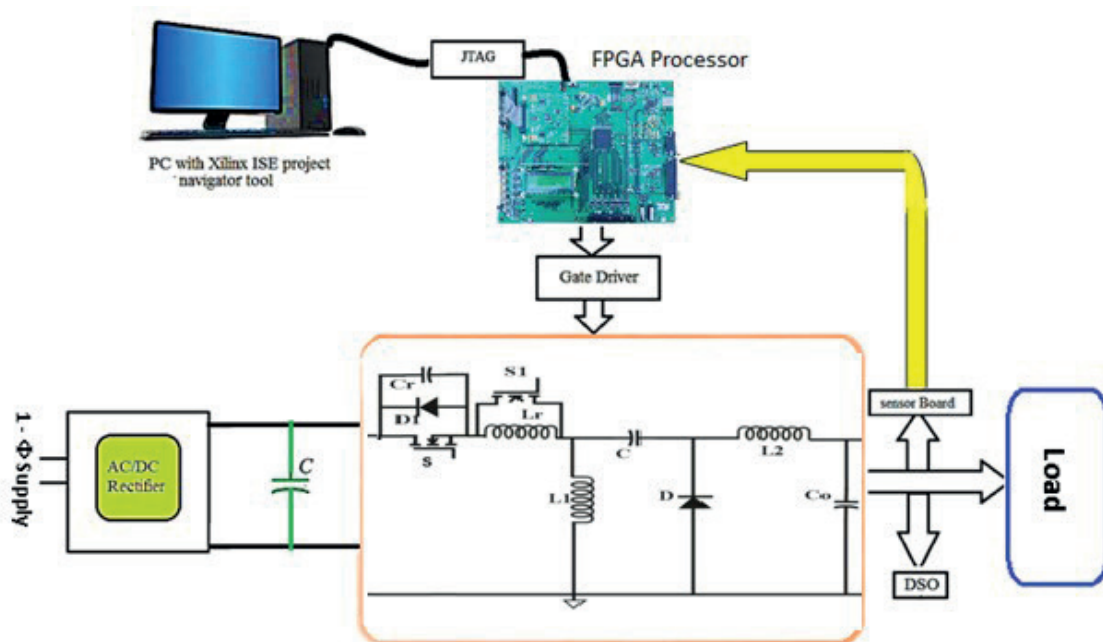 JTAG
FPGA Processor
PC with Xilinx ISE project
navigator tool
Gate Driver
Cr
S1
D1
Lr
S
C
L2
L1
D
Co
1 - Φ Supply
AC/DC
Rectifier
C
sensor Board
Load
DSO